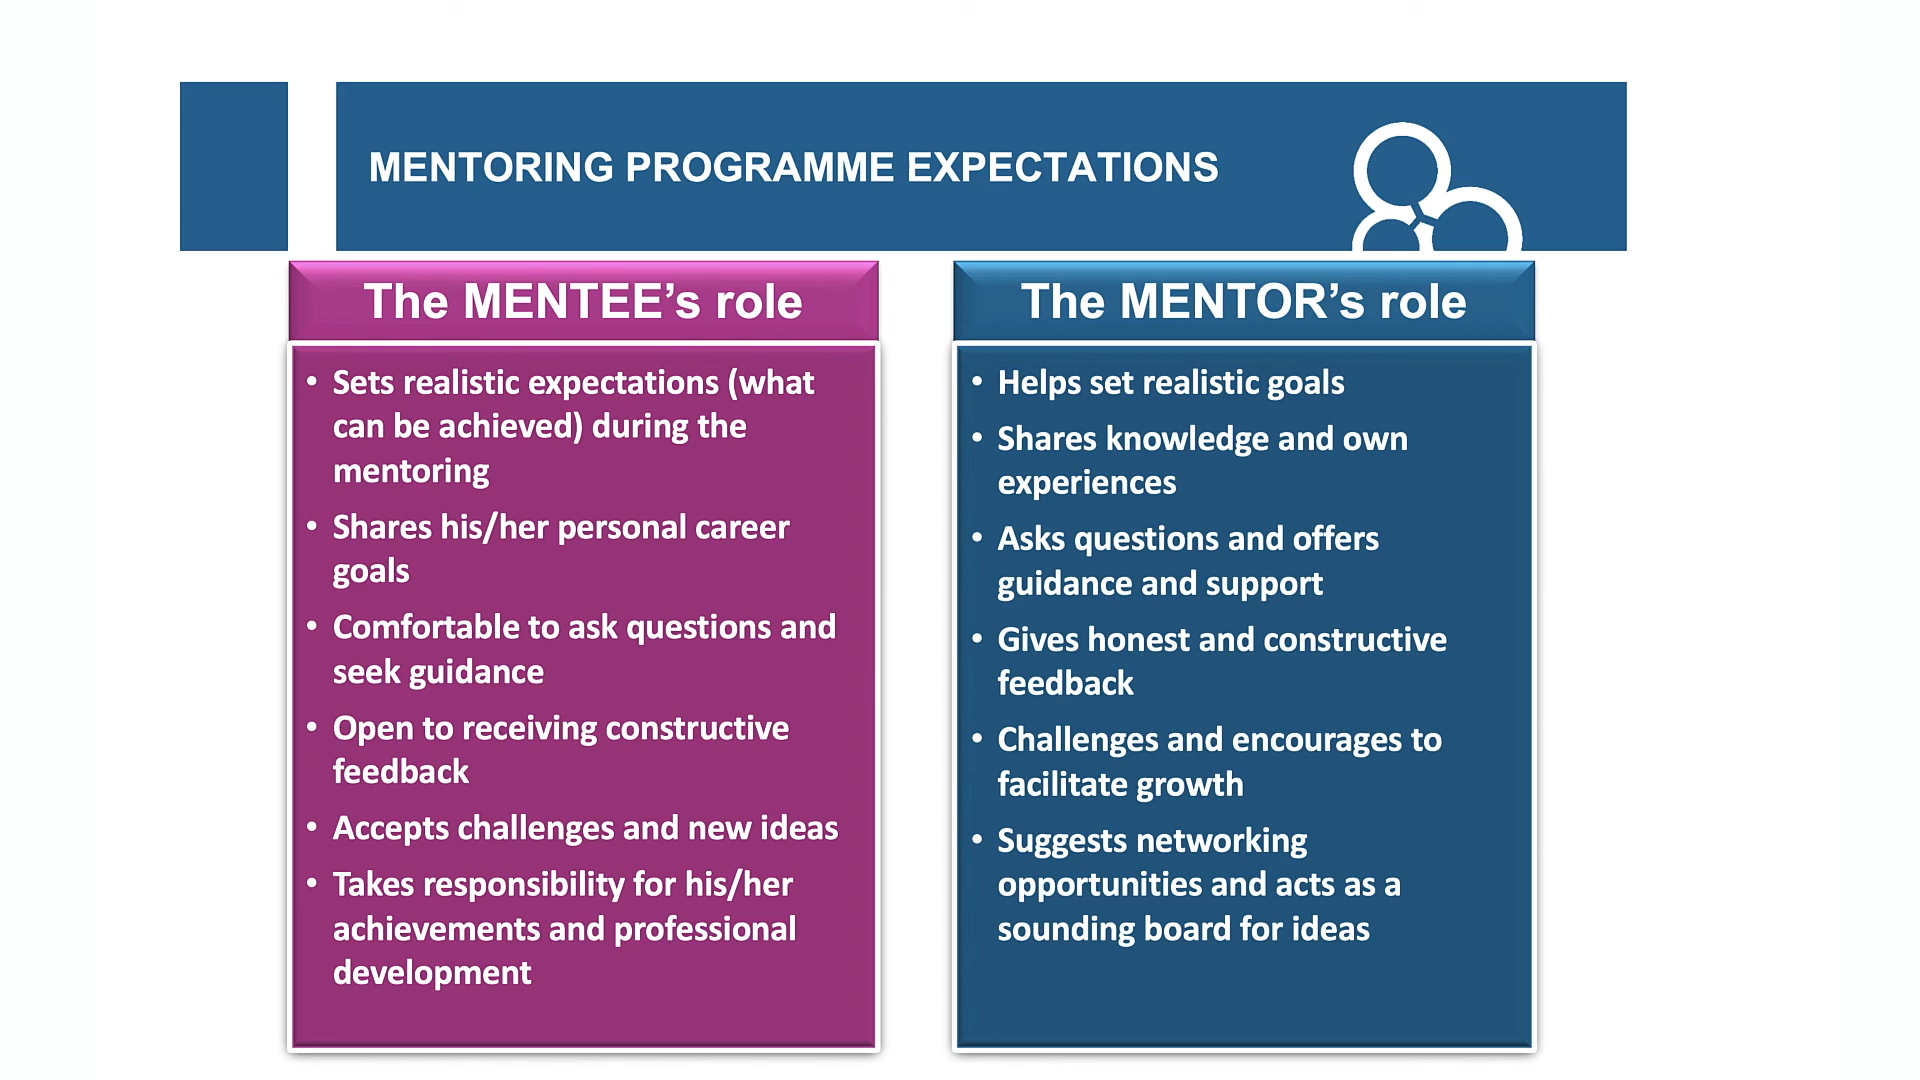 MENTORING PROGRAMME EXPECTATIONS
The MENTEE’s role
• Sets realistic expectations (what
can be achieved) during the
mentoring
• Shares his/her personal career
goals
• Comfortable to ask questions and
seek guidance
• Open to receiving constructive
feedback
• Accepts challenges and new ideas
• Takes responsibility for his/her
achievements and professional
development
The MENTOR’s role
• Helps set realistic goals
• Shares knowledge and own
experiences
• Asks questions and offers
guidance and support
• Gives honest and constructive
feedback
• Challenges and encourages to
facilitate growth
• Suggests networking
opportunities and acts as a
sounding board for ideas